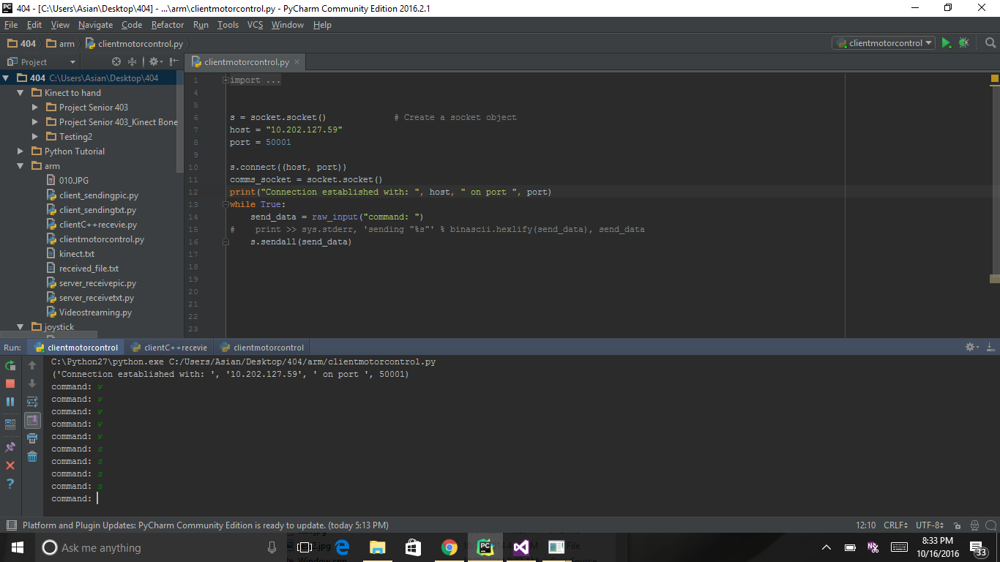 404 - [C:\Users\Asian\Desktop\404] - ...\arm\clientmotorcontrol.py - PyCharm Community Edition 2016.2.1
File Edit View Navigate Code Refactor Run Tools VCS Window Help
404 arm clientmotorcontrol.py
clientmotorcontrol
Project
clientmotorcontrol.py
404 C:\Users\Asian\Desktop\404
Kinect to hand
Project Senior 403
Project Senior 403_Kinect Bone
Testing2
Python Tutorial
arm
010.JPG
client_sendingpic.py
client_sendingtxt.py
clientC++recevie.py
clientmotorcontrol.py
kinect.txt
received_file.txt
server_receivepic.py
server_receivetxt.py
Videostreaming.py
joystick
1 import ...
4
5
6 s = socket.socket() # Create a socket object
7 host = "10.202.127.59"
8 port = 50001
9
10 s.connect((host, port))
11 comms_socket = socket.socket()
12 print("Connection established with: ", host, " on port ", port)
13 while True:
14 send_data = raw_input("command: ")
15 # print >> sys.stderr, 'sending "%s"' % binascii.hexlify(send_data), send_data
16 s.sendall(send_data)
17
18
19
20
21
22
23
Run: clientmotorcontrol clientC++recevie clientmotorcontrol
C:\Python27\python.exe C:/Users/Asian/Desktop/404/arm/clientmotorcontrol.py
('Connection established with: ', '10.202.127.59', ' on port ', 50001)
command: v
command: v
command: v
command: v
command: v
command: s
command: s
command: s
command: s
command:
Platform and Plugin Updates: PyCharm Community Edition is ready to update. (today 5:13 PM)
12:10 CRLF UTF-8
Ask me anything
8:33 PM
10/16/2016
33